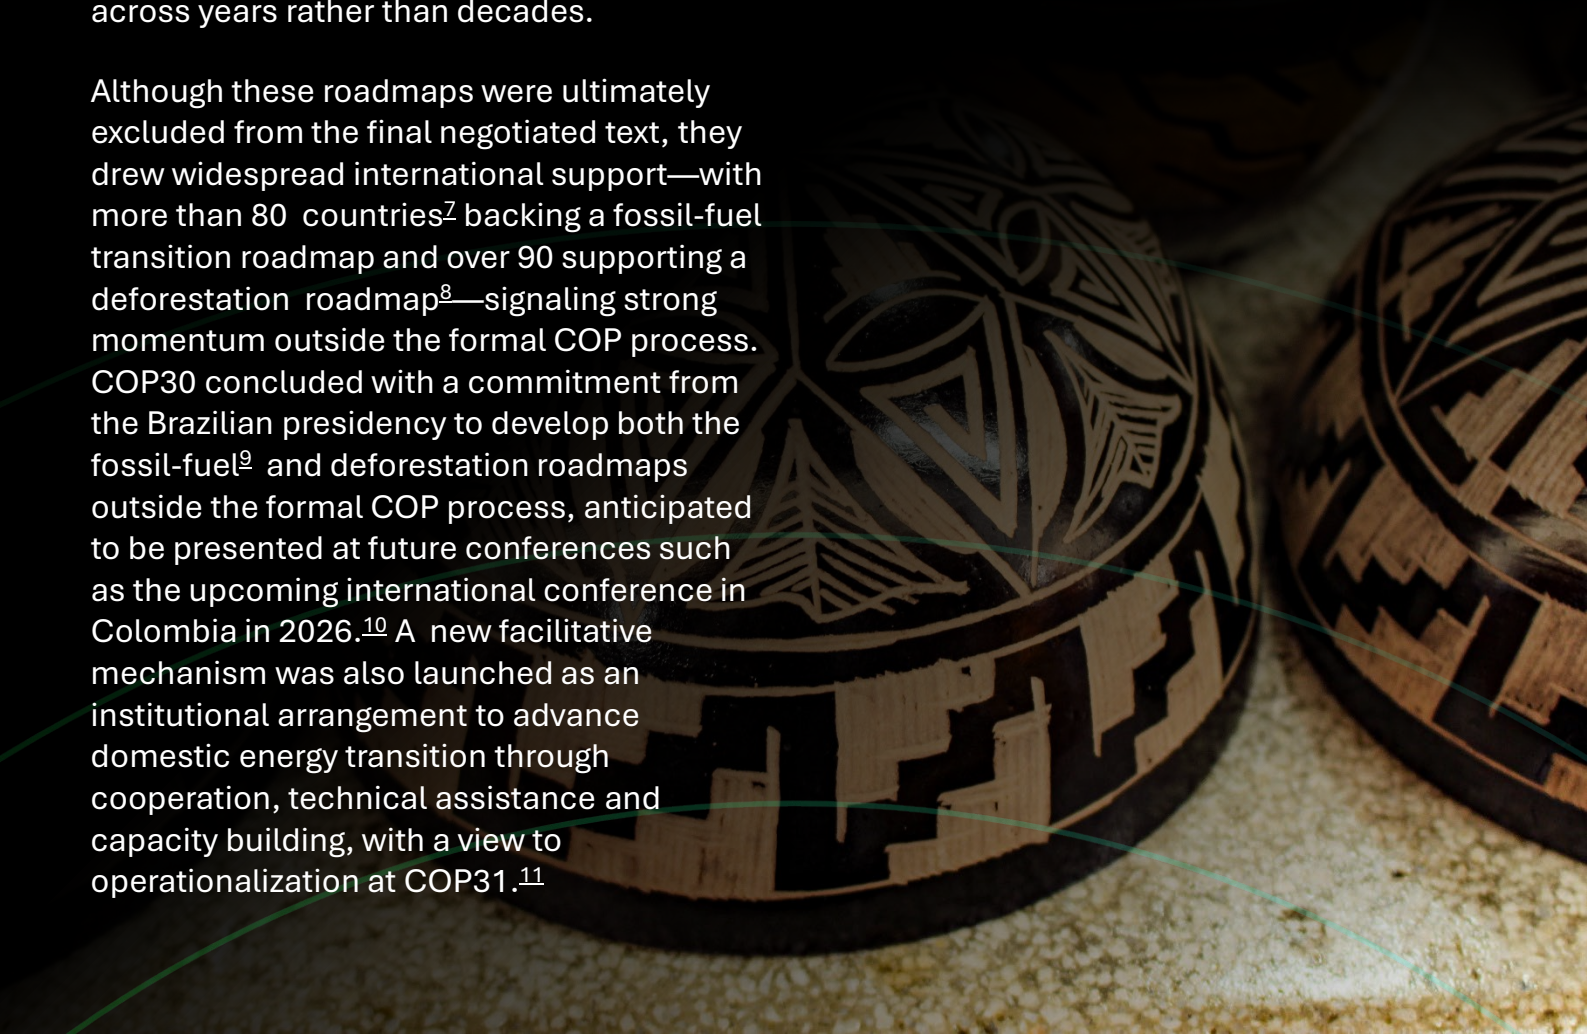 across years rather than decades.
Although these roadmaps were ultimately
excluded from the final negotiated text, they
drew widespread international support—with
more than 80  countries7 backing a fossil-fuel
transition roadmap and over 90 supporting a
deforestation  roadmap8—signaling strong
momentum outside the formal COP process.
COP30 concluded with a commitment from
the Brazilian presidency to develop both the
fossil-fuel9  and deforestation roadmaps
outside the formal COP process, anticipated
to be presented at future conferences such
as the upcoming international conference in
Colombia in 2026.10 A  new facilitative
mechanism was also launched as an
institutional arrangement to advance
domestic energy transition through
cooperation, technical assistance and
capacity building, with a view to
operationalization at COP31.11